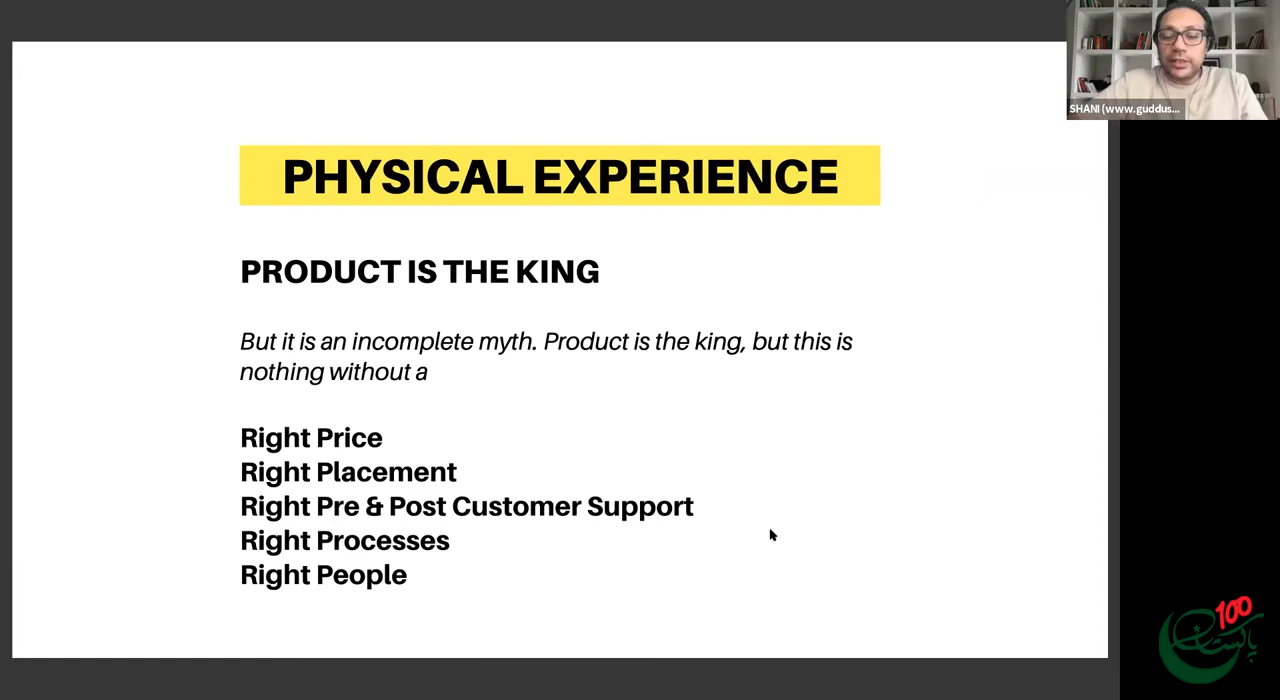 SHANI (www.guddus...
PHYSICAL EXPERIENCE
PRODUCT IS THE KING
But it is an incomplete myth. Product is the king, but this is
nothing without a
Right Price
Right Placement
Right Pre & Post Customer Support
Right Processes
Right People
100
پاکستان